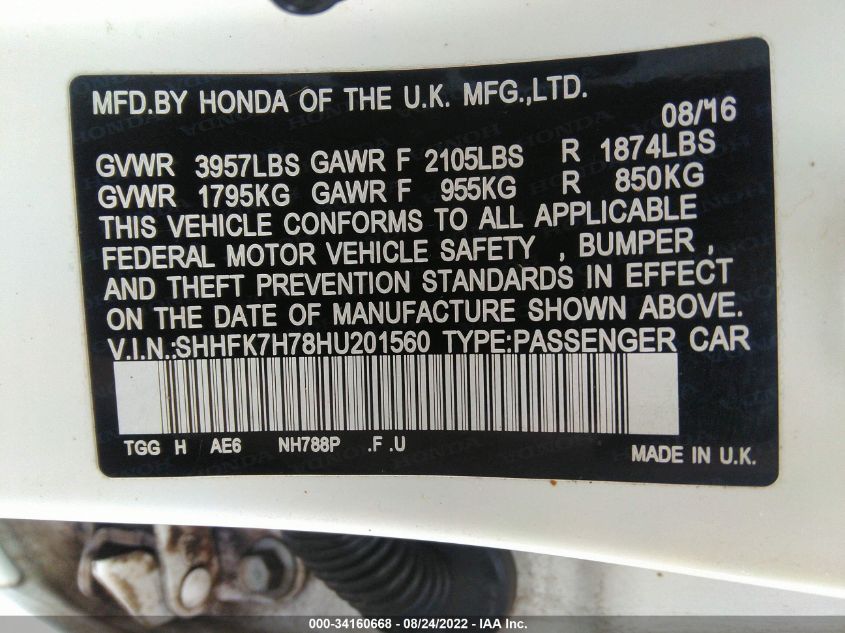 MFD.BY HONDA OF THE U.K. MFG.,LTD.
08/16
GVWR 3957LBS GAWR F 2105LBS R 1874LBS
GVWR 1795KG GAWR F 955KG R 850KG
THIS VEHICLE CONFORMS TO ALL APPLICABLE
FEDERAL MOTOR VEHICLE SAFETY , BUMPER ,
AND THEFT PREVENTION STANDARDS IN EFFECT
ON THE DATE OF MANUFACTURE SHOWN ABOVE.
V.I.N.:SHHFK7H78HU201560 TYPE:PASSENGER CAR
TGG H AE6 NH788P .F .U
MADE IN U.K.
000-34160668 - 08/24/2022 - IAA Inc.